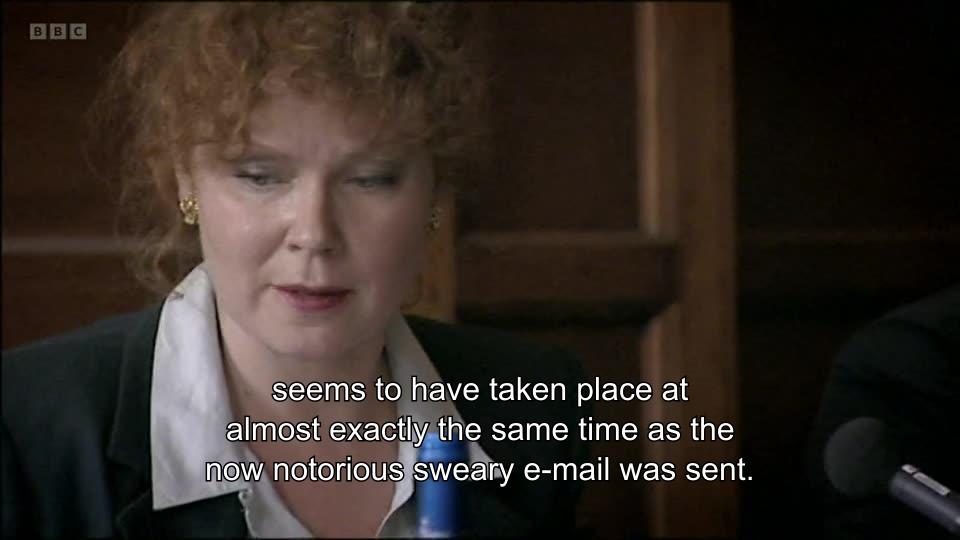 BBC
seems to have taken place at
almost exactly the same time as the
now notorious sweary e-mail was sent.